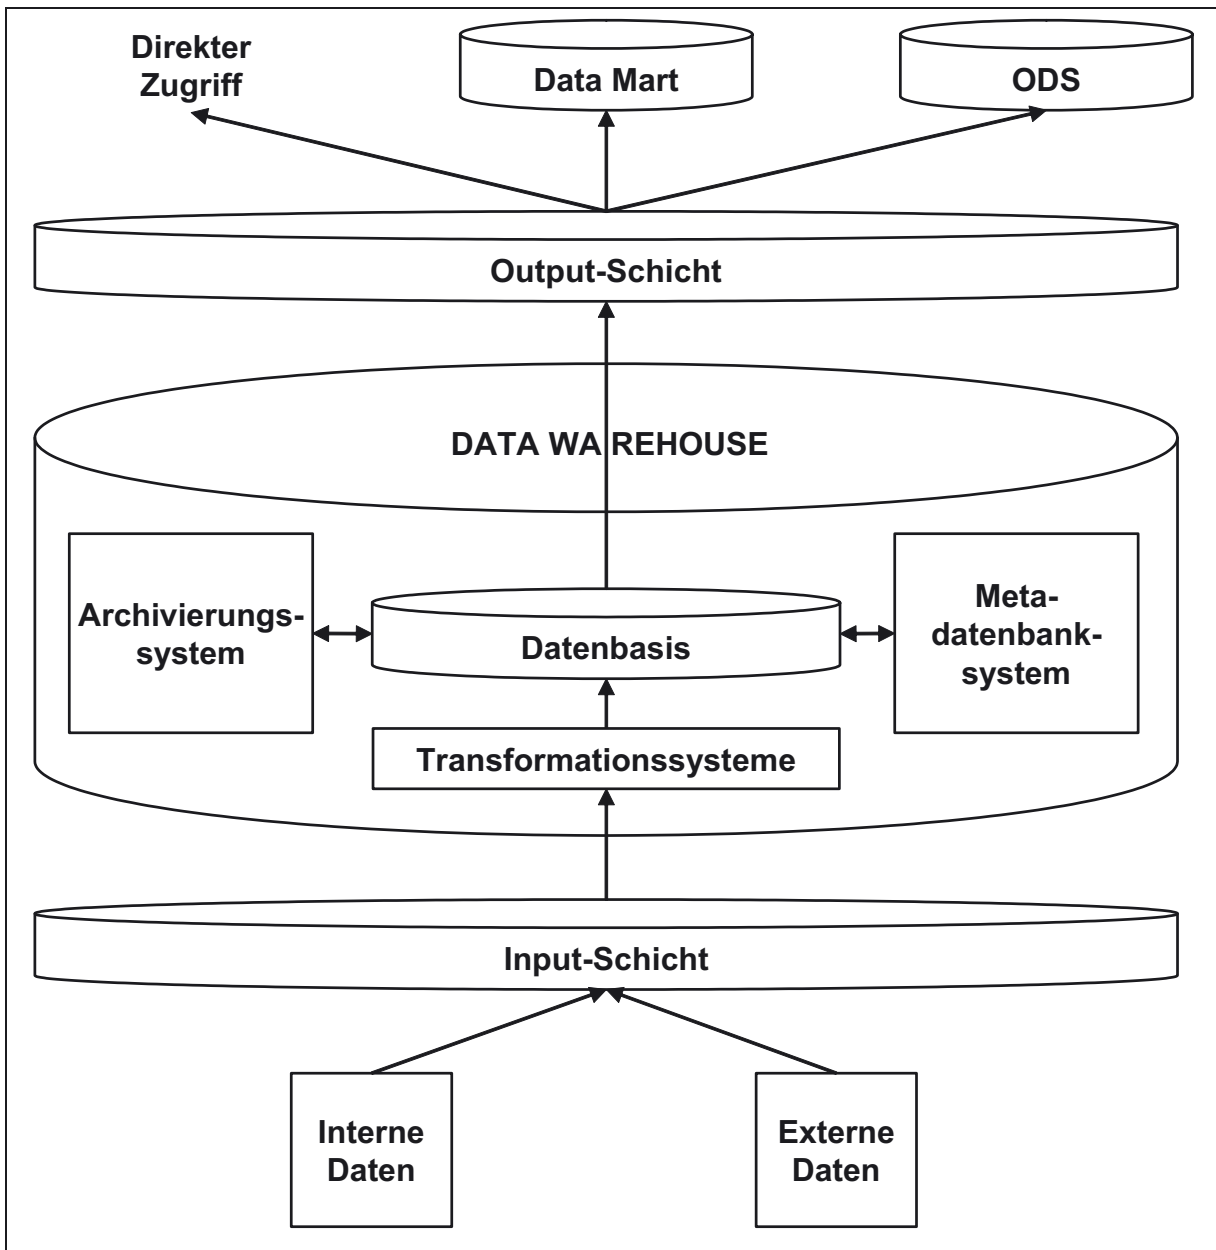 Direkter
Zugriff
Data Mart
ODS
Output-Schicht
DATA WAREHOUSE
Archivierungs-
system
Datenbasis
Meta-
datenbank-
system
Transformationssysteme
Input-Schicht
Interne
Daten
Externe
Daten